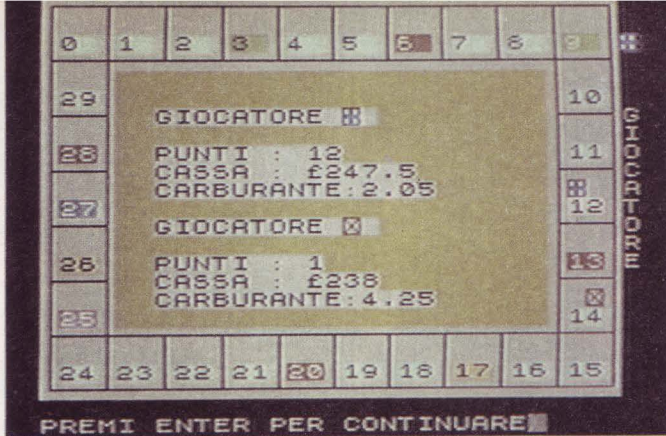 0 1 2 3 4 5 6 7 8 9
29 10
GIOCATORE
28 11
PUNTI : 12
CASSA : £247.5
CARBURANTE:2.05
27 12
GIOCATORE
26 13
PUNTI : 1
CASSA : £238
CARBURANTE:4.25
25 14
24 23 22 21 20 19 18 17 16 15
GIOCATORE
PREMI ENTER PER CONTINUARE